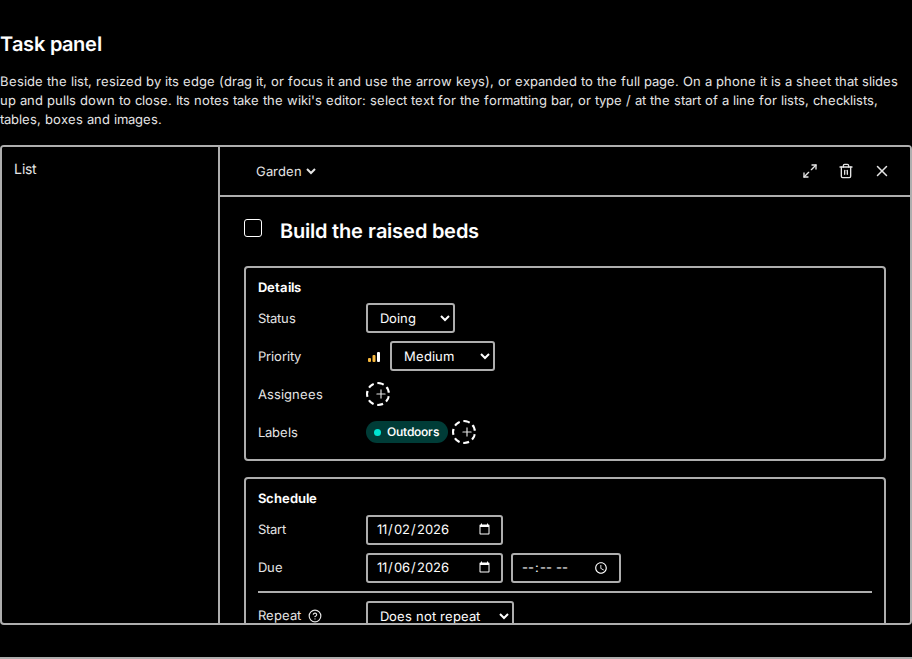 Task panel
Beside the list, resized by its edge (drag it, or focus it and use the arrow keys), or expanded to the full page. On a phone it is a sheet that slides
up and pulls down to close. Its notes take the wiki's editor: select text for the formatting bar, or type / at the start of a line for lists, checklists,
tables, boxes and images.
List
Garden
Build the raised beds
Details
Status Doing
Priority Medium
Assignees
Labels Outdoors
Schedule
Start 11/02/2026
Due 11/06/2026 --:-- --
Repeat Does not repeat